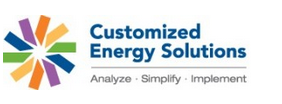 Customized
Energy Solutions
Analyze · Simplify · Implement